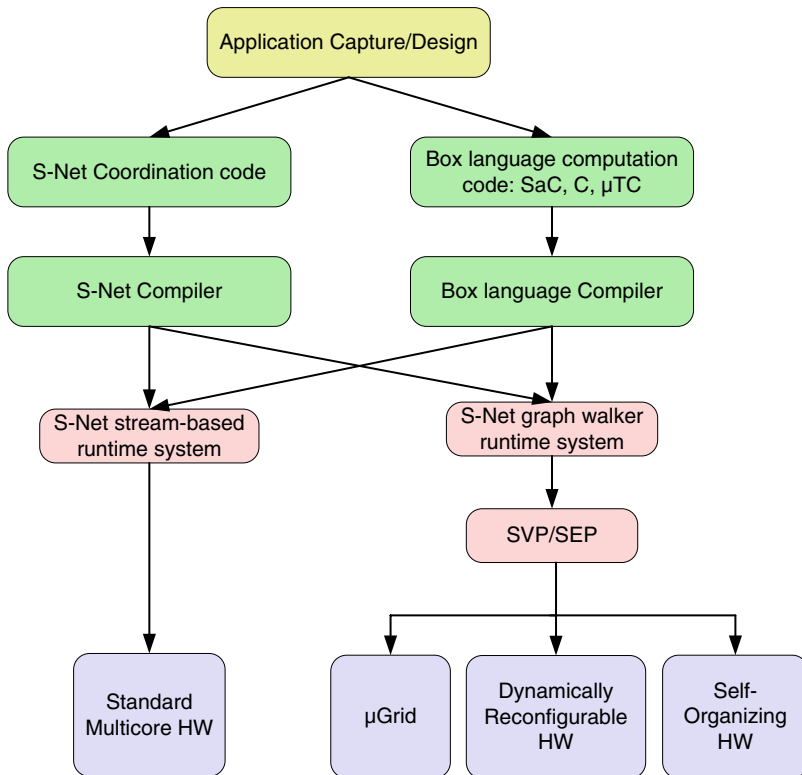 Application Capture/Design
S-Net Coordination code
Box language computation
code: SaC, C, µTC
S-Net Compiler
Box language Compiler
S-Net stream-based
runtime system
S-Net graph walker
runtime system
SVP/SEP
Standard
Multicore HW
µGrid
Dynamically
Reconfigurable
HW
Self-
Organizing
HW